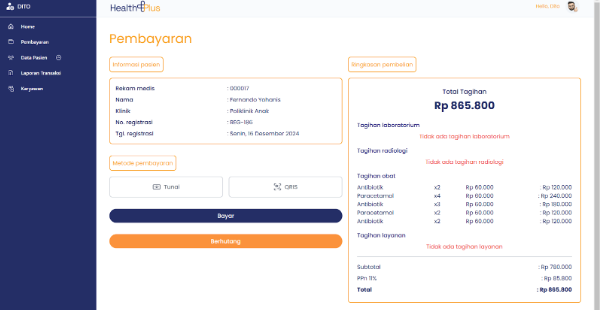 DITO
Home
Pembayaran
Data Pasien
Laporan Transaksi
Karyawan
HealthPlus
Hello, Dito
Pembayaran
Informasi pasien
Rekam medis : 000017
Nama : Fernando Yohanis
Klinik : Poliklinik Anak
No. registrasi : REG-186
Tgl. registrasi : Senin, 16 Desember 2024
Metode pembayaran
Tunai
QRIS
Bayar
Berhutang
Ringkasan pembelian
Total Tagihan
Rp 865.800
Tagihan laboratorium
Tidak ada tagihan laboratorium
Tagihan radiologi
Tidak ada tagihan radiologi
Tagihan obat
Antibiotik x2 Rp 60.000 : Rp 120.000
Paracetamol x4 Rp 60.000 : Rp 240.000
Antibiotik x3 Rp 60.000 : Rp 180.000
Paracetamol x2 Rp 60.000 : Rp 120.000
Antibiotik x2 Rp 60.000 : Rp 120.000
Tagihan layanan
Tidak ada tagihan layanan
Subtotal : Rp 780.000
PPn 11% : Rp 85.800
Total : Rp 865.800